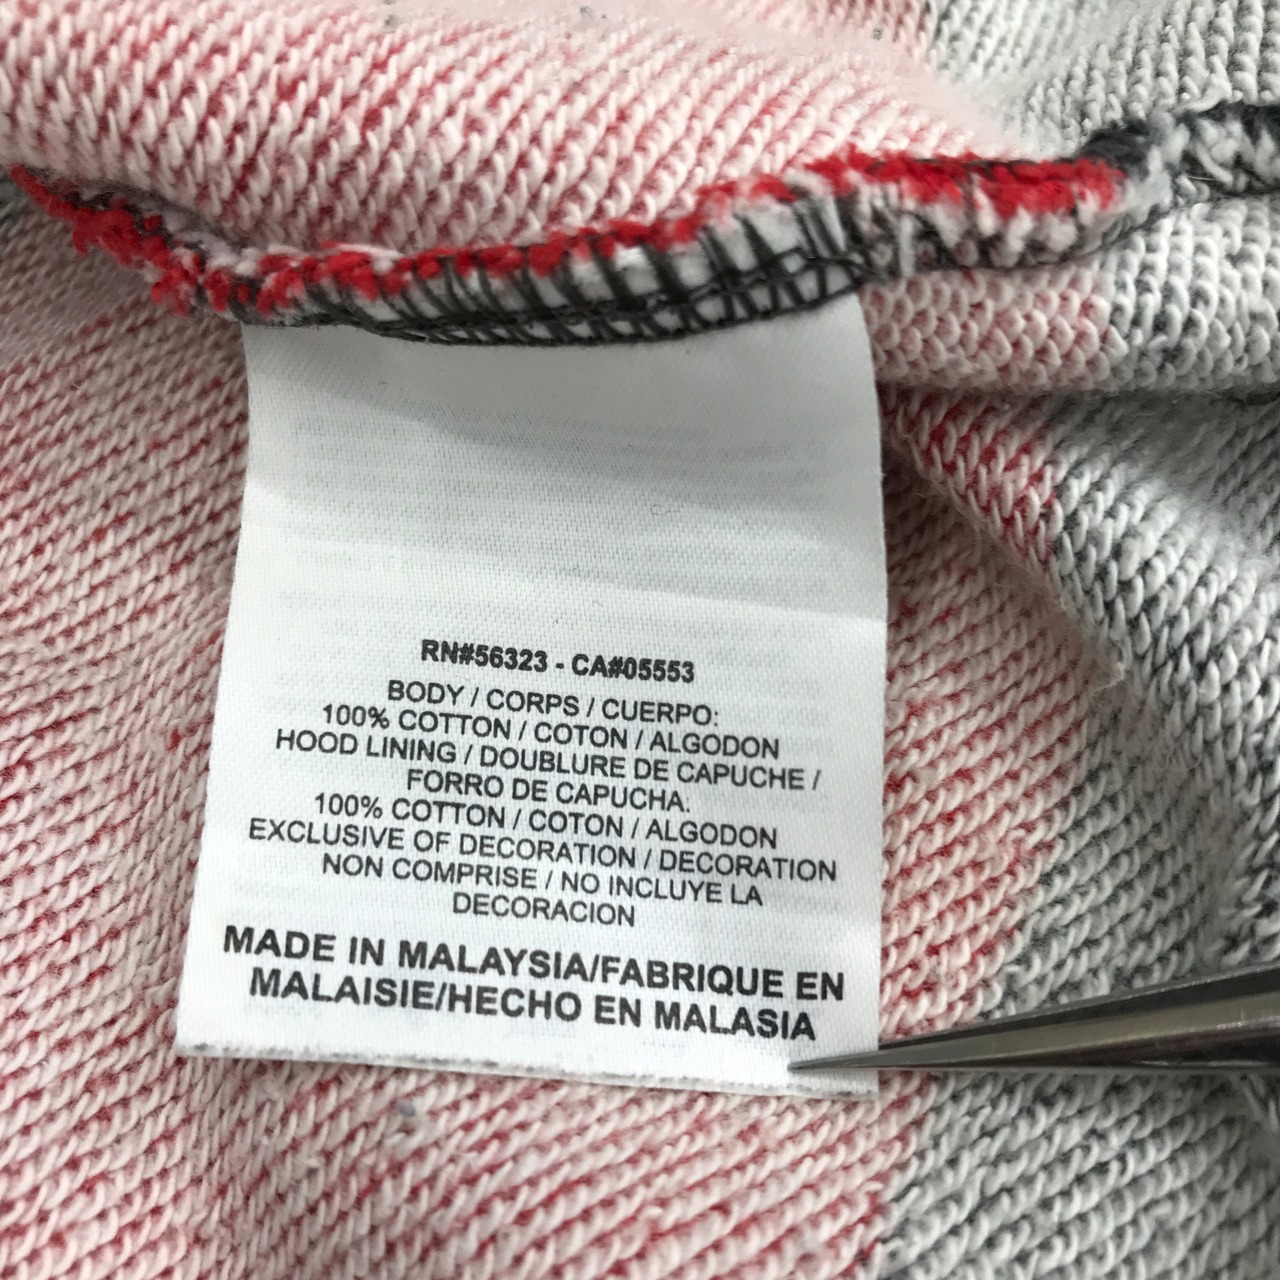 RN#56323 - CA#05553
BODY / CORPS / CUERPO:
100% COTTON / COTON / ALGODON
HOOD LINING / DOUBLURE DE CAPUCHE /
FORRO DE CAPUCHA:
100% COTTON / COTON / ALGODON
EXCLUSIVE OF DECORATION / DECORATION
NON COMPRISE / NO INCLUYE LA
DECORACION
MADE IN MALAYSIA/FABRIQUE EN
MALAISIE/HECHO EN MALASIA